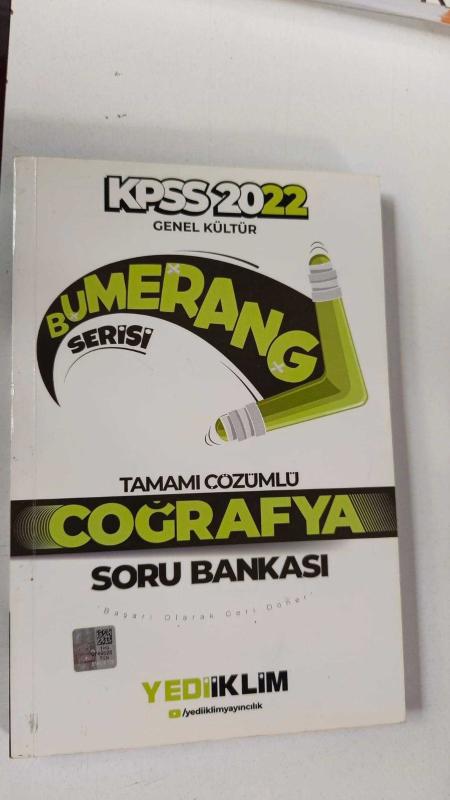 KPSS 2022
GENEL KÜLTÜR
BUMERANG
SERİSİ
TAMAMI ÇÖZÜMLÜ
COĞRAFYA
SORU BANKASI
"Başarı Olarak Geri Döner"
YEDİİKLİM
/yediiklimyayıncılık